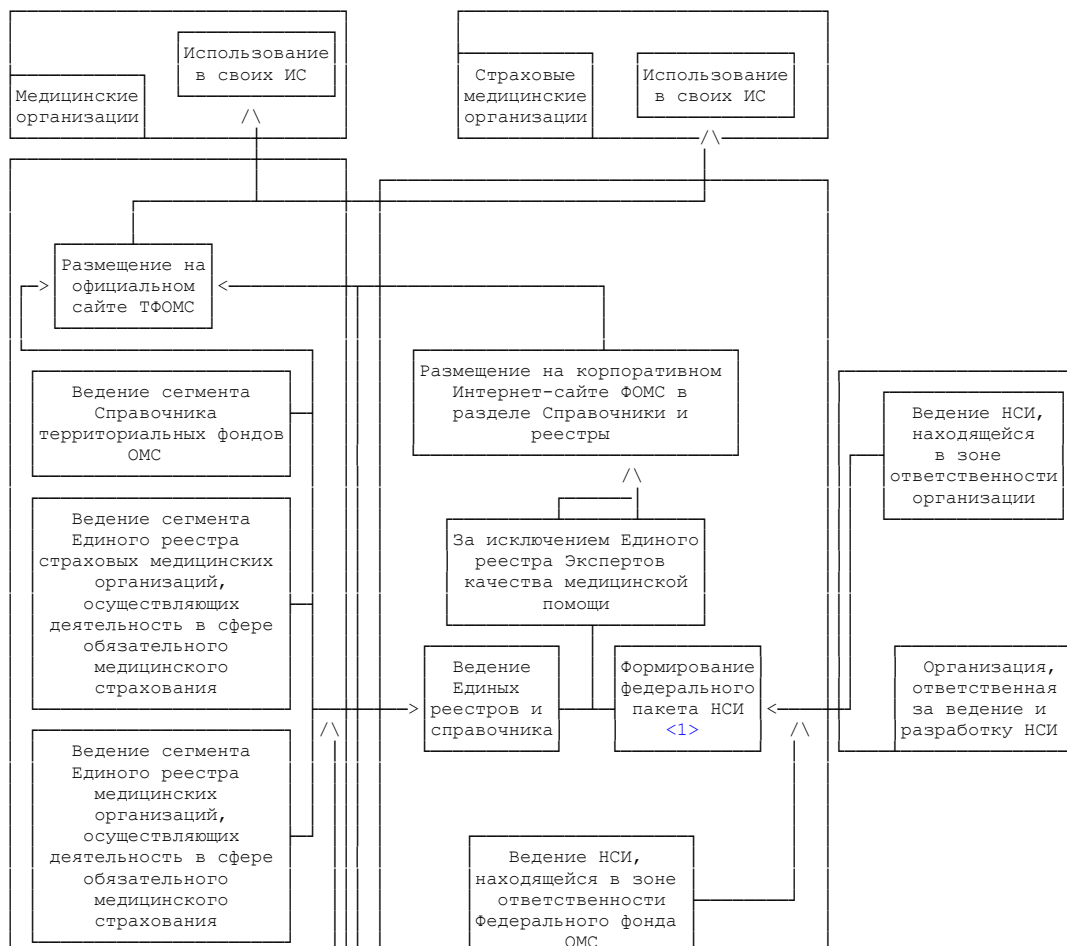 Использование
в своих ИС
Медицинские
организации
Страховые
медицинские
организации
Использование
в своих ИС
Размещение на
официальном
сайте ТФОМС
Размещение на корпоративном
Интернет-сайте ФОМС в
разделе Справочники и
реестры
Ведение сегмента
Справочника
территориальных фондов
ОМС
Ведение НСИ,
находящейся
в зоне
ответственности
организации
Ведение сегмента
Единого реестра
страховых медицинских
организаций,
осуществляющих
деятельность в сфере
обязательного
медицинского
страхования
За исключением Единого
реестра Экспертов
качества медицинской
помощи
Ведение
Единых
реестров и
справочника
Формирование
федерального
пакета НСИ
<1>
Организация,
ответственная
за ведение и
разработку НСИ
Ведение сегмента
Единого реестра
медицинских
организаций,
осуществляющих
деятельность в сфере
обязательного
медицинского
страхования
Ведение НСИ,
находящейся в зоне
ответственности
Федерального фонда
ОМС